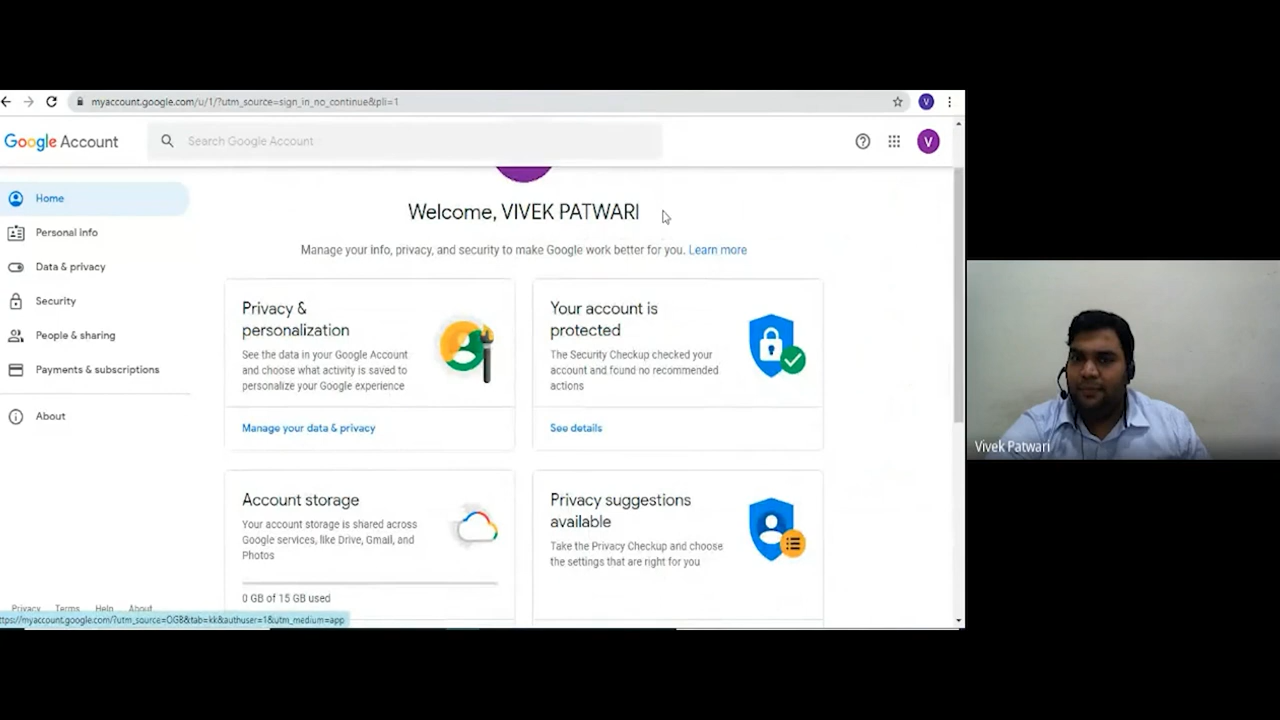 myaccount.google.com/u/1/?utm_source=sign_in_no_continue&pli=1
V
Google Account
Search Google Account
V
Home
Personal info
Data & privacy
Security
People & sharing
Payments & subscriptions
About
Welcome, VIVEK PATWARI
Manage your info, privacy, and security to make Google work better for you. Learn more
Privacy &
personalization
See the data in your Google Account
and choose what activity is saved to
personalize your Google experience
Manage your data & privacy
Your account is
protected
The Security Checkup checked your
account and found no recommended
actions
See details
Account storage
Your account storage is shared across
Google services, like Drive, Gmail, and
Photos
0 GB of 15 GB used
Privacy suggestions
available
Take the Privacy Checkup and choose
the settings that are right for you
Privacy Terms Help About
ttps://myaccount.google.com/?utm_source=OGB&tab=kk&authuser=1&utm_medium=app
Vivek Patwari